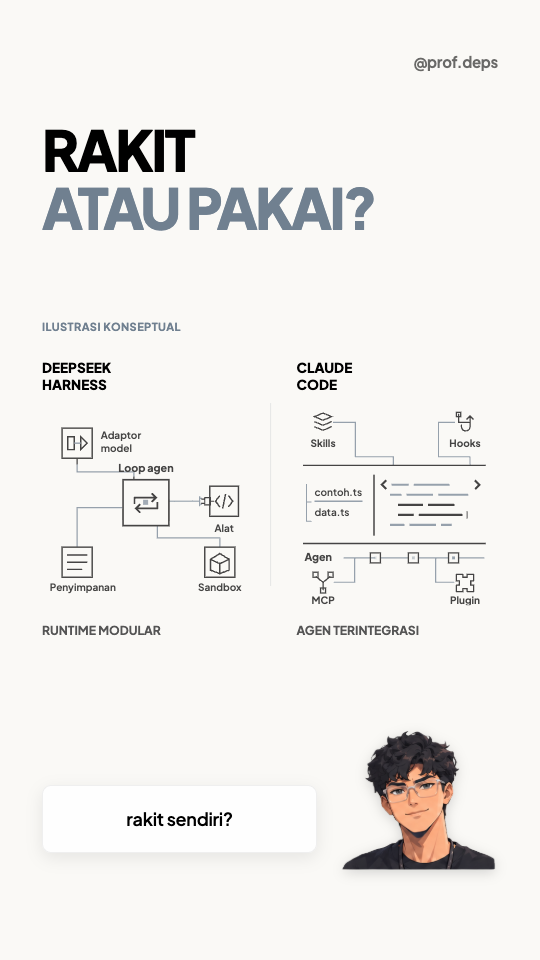 @prof.deps
RAKIT
ATAU PAKAI?
ILUSTRASI KONSEPTUAL
DEEPSEEK
HARNESS
Adaptor
model
Loop agen
Alat
Penyimpanan
Sandbox
RUNTIME MODULAR
CLAUDE
CODE
Skills
Hooks
contoh.ts
data.ts
Agen
MCP
Plugin
AGEN TERINTEGRASI
rakit sendiri?